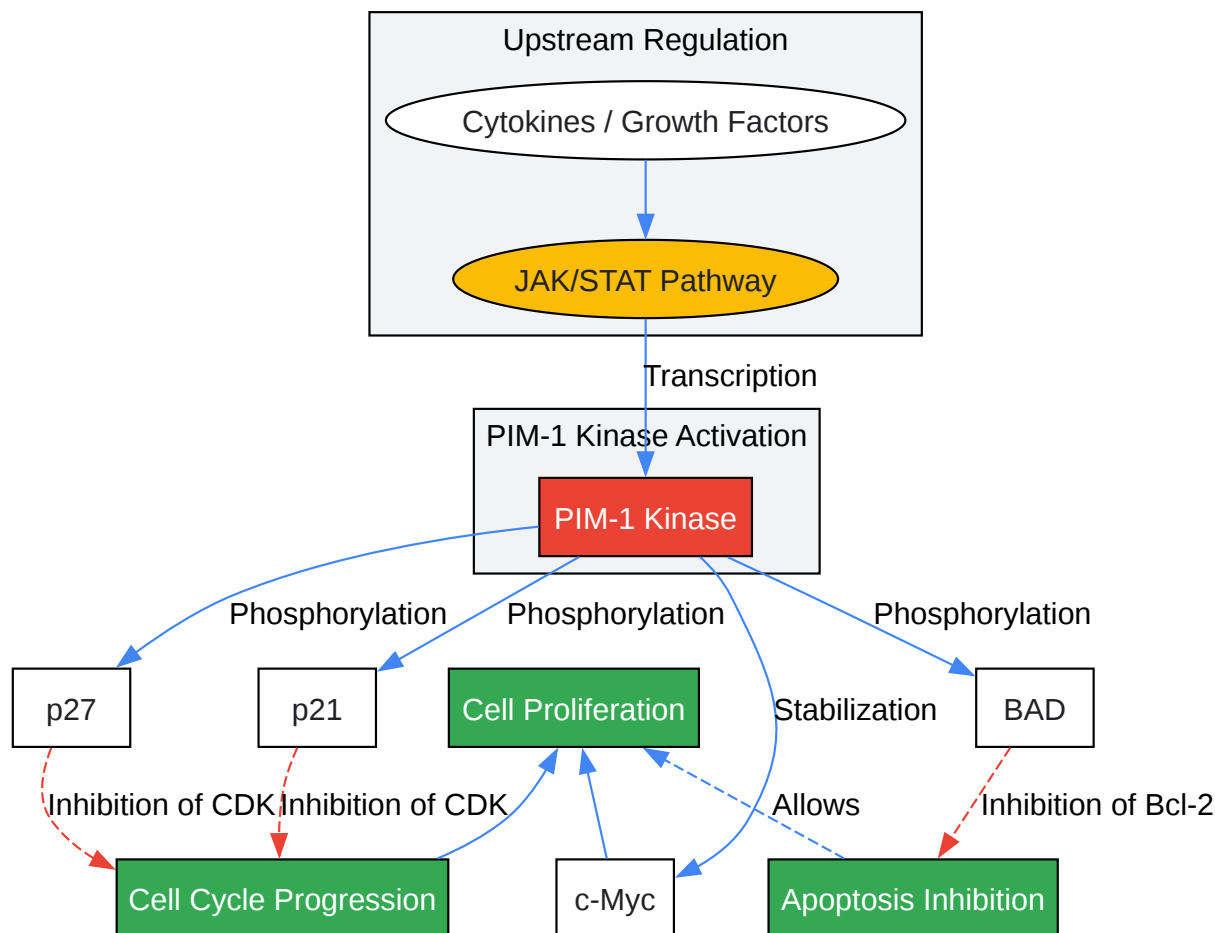 Upstream Regulation
Cytokines / Growth Factors
JAK/STAT Pathway
Transcription
PIM-1 Kinase Activation
PIM-1 Kinase
Phosphorylation
Phosphorylation
Phosphorylation
p27
p21
Cell Proliferation
Stabilization
BAD
Inhibition of CDK
Inhibition of CDK
Allows
Inhibition of Bcl-2
Cell Cycle Progression
c-Myc
Apoptosis Inhibition